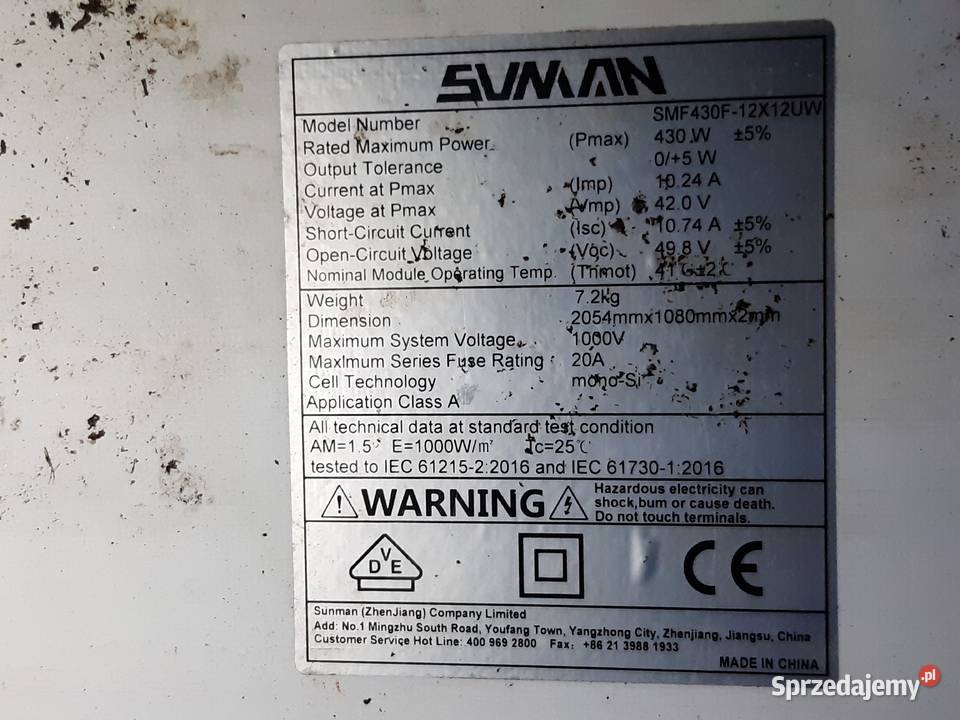 SUNMAN
Model Number SMF430F-12X12UW
Rated Maximum Power (Pmax) 430 W ±5%
Output Tolerance 0/+5 W
Current at Pmax (Imp) 10.24 A
Voltage at Pmax (Vmp) 42.0 V
Short-Circuit Current (Isc) 10.74 A ±5%
Open-Circuit Voltage (Voc) 49.8 V ±5%
Nominal Module Operating Temp. (Tnmot) 41℃±2℃
Weight 7.2kg
Dimension 2054mmx1080mmx2mm
Maximum System Voltage 1000V
MaxImum Series Fuse Rating 20A
Cell Technology mono-Si
Application Class A
All technical data at standard test condition
AM=1.5 E=1000W/㎡ Tc=25℃
tested to IEC 61215-2:2016 and IEC 61730-1:2016
WARNING
Hazardous electricity can
shock,burn or cause death.
Do not touch terminals.
DVE
CE
Sunman (ZhenJiang) Company Limited
Add: No.1 Mingzhu South Road, Youfang Town, Yangzhong City, Zhenjiang, Jiangsu, China
Customer Service Hot Line: 400 969 2800 Fax: +86 21 3988 1933
MADE IN CHINA
Sprzedajemy.pl